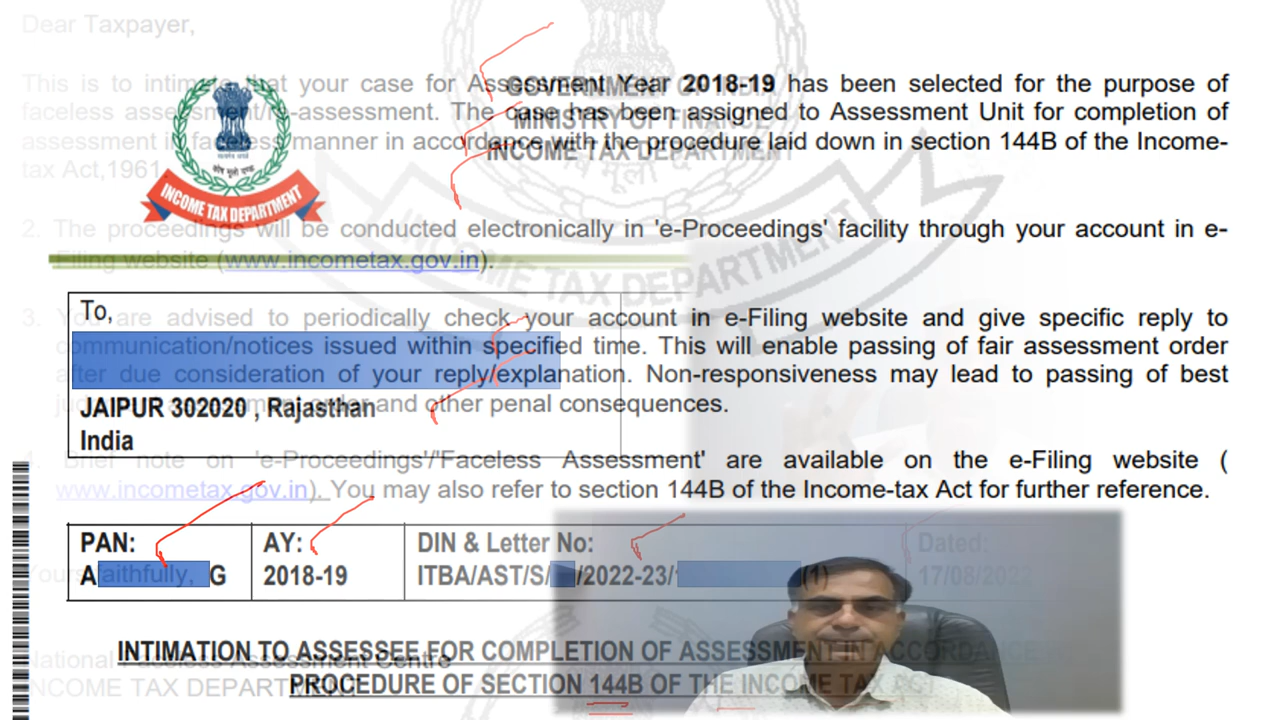 Dear Taxpayer,
This is to intimate that your case for Assessment Year 2018-19 has been selected for the purpose of
faceless assessment/re-assessment. The case has been assigned to Assessment Unit for completion of
assessment in faceless manner in accordance with the procedure laid down in section 144B of the Income-
tax Act,1961.
GOVERNMENT OF INDIA
MINISTRY OF FINANCE
INCOME TAX DEPARTMENT
INCOME TAX DEPARTMENT
2. The proceedings will be conducted electronically in 'e-Proceedings' facility through your account in e-
Filing website (www.incometax.gov.in).
INCOME TAX DEPARTMENT
3. You are advised to periodically check your account in e-Filing website and give specific reply to
communication/notices issued within specified time. This will enable passing of fair assessment order
after due consideration of your reply/explanation. Non-responsiveness may lead to passing of best
judgment assessment order and other penal consequences.
To,
JAIPUR 302020 , Rajasthan
India
4. Brief note on 'e-Proceedings'/'Faceless Assessment' are available on the e-Filing website (
www.incometax.gov.in). You may also refer to section 144B of the Income-tax Act for further reference.
PAN:
A G
AY:
2018-19
DIN & Letter No:
ITBA/AST/S/ /2022-23/ (1)
Dated:
17/08/2022
Yours faithfully,
INTIMATION TO ASSESSEE FOR COMPLETION OF ASSESSMENT IN ACCORDANCE
PROCEDURE OF SECTION 144B OF THE INCOME TAX ACT
National Faceless Assessment Centre
INCOME TAX DEPARTMENT